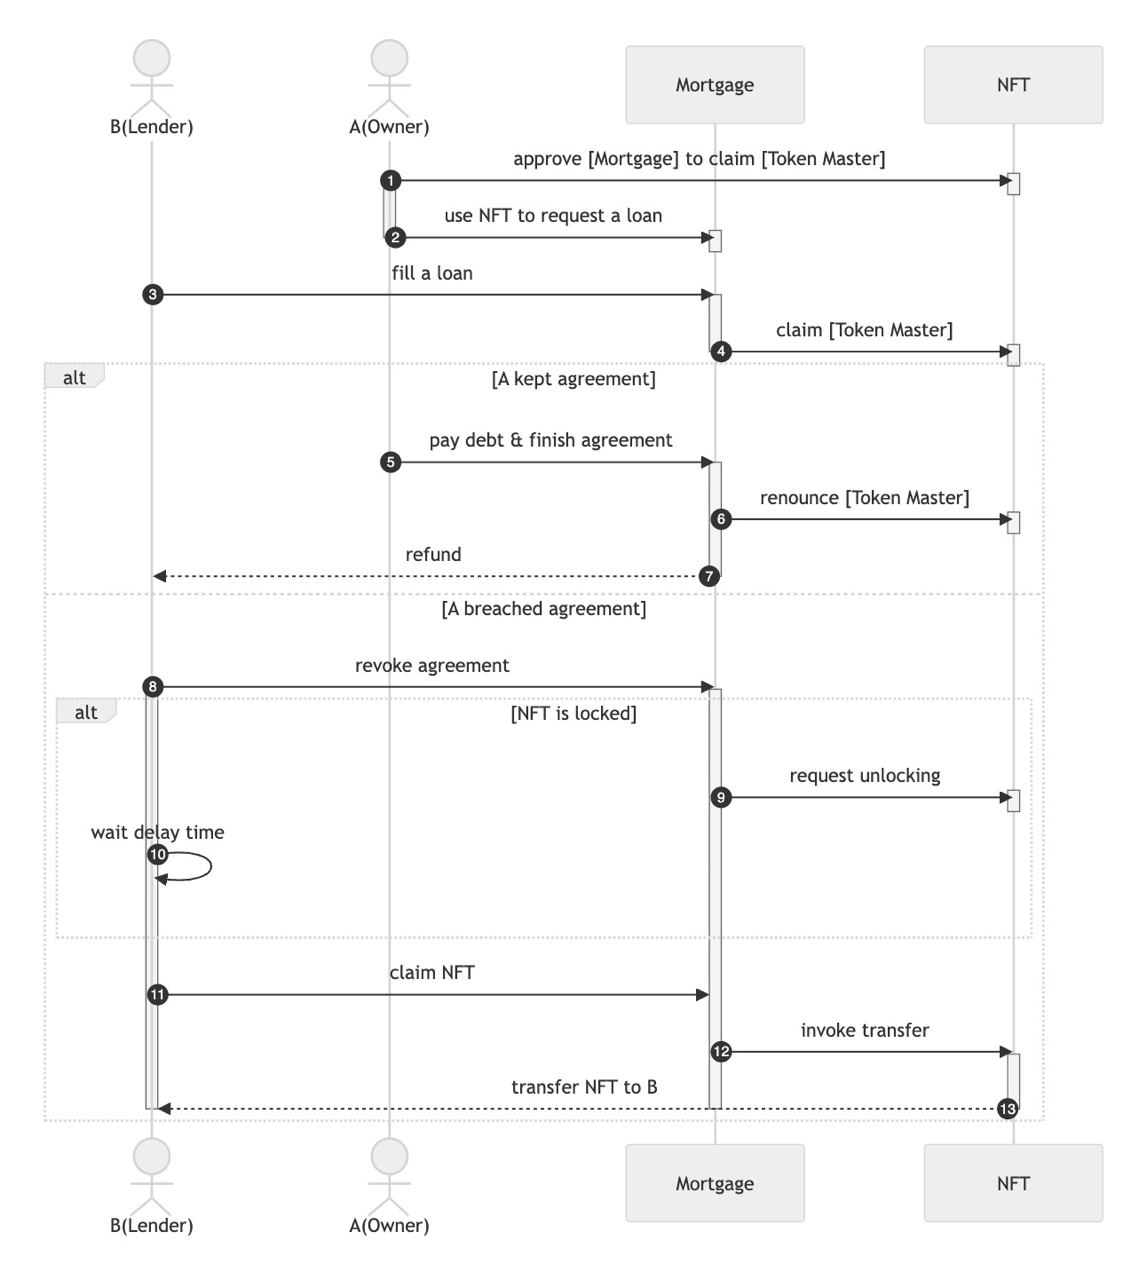 B(Lender)
A(Owner)
Mortgage
NFT
approve [Mortgage] to claim [Token Master]
1
use NFT to request a loan
2
fill a loan
3
claim [Token Master]
4
alt
[A kept agreement]
pay debt & finish agreement
5
renounce [Token Master]
6
refund
7
[A breached agreement]
revoke agreement
8
alt
[NFT is locked]
request unlocking
9
wait delay time
10
claim NFT
11
invoke transfer
12
transfer NFT to B
13
B(Lender)
A(Owner)
Mortgage
NFT